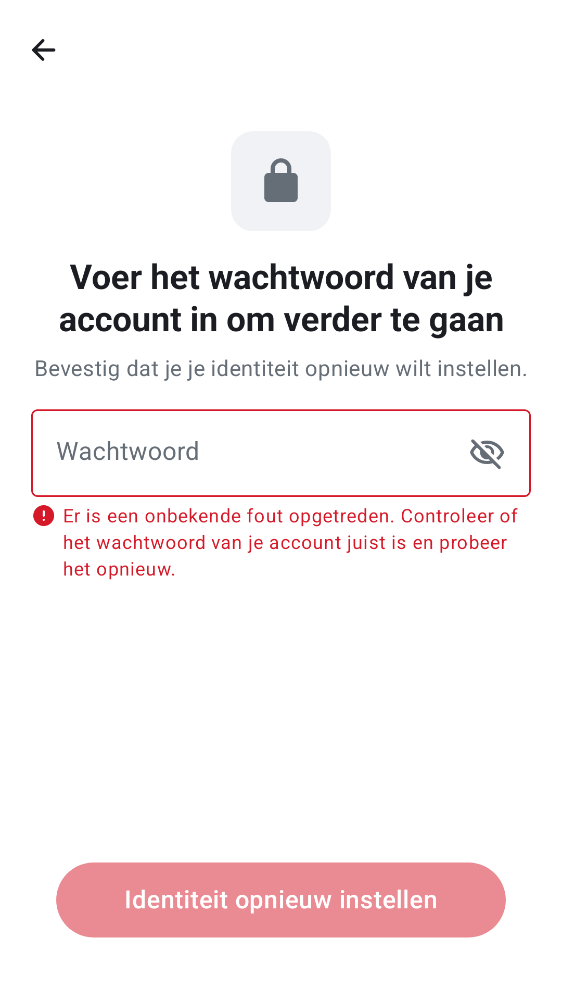 Voer het wachtwoord van je
account in om verder te gaan
Bevestig dat je je identiteit opnieuw wilt instellen.
Wachtwoord
Er is een onbekende fout opgetreden. Controleer of
het wachtwoord van je account juist is en probeer
het opnieuw.
Identiteit opnieuw instellen